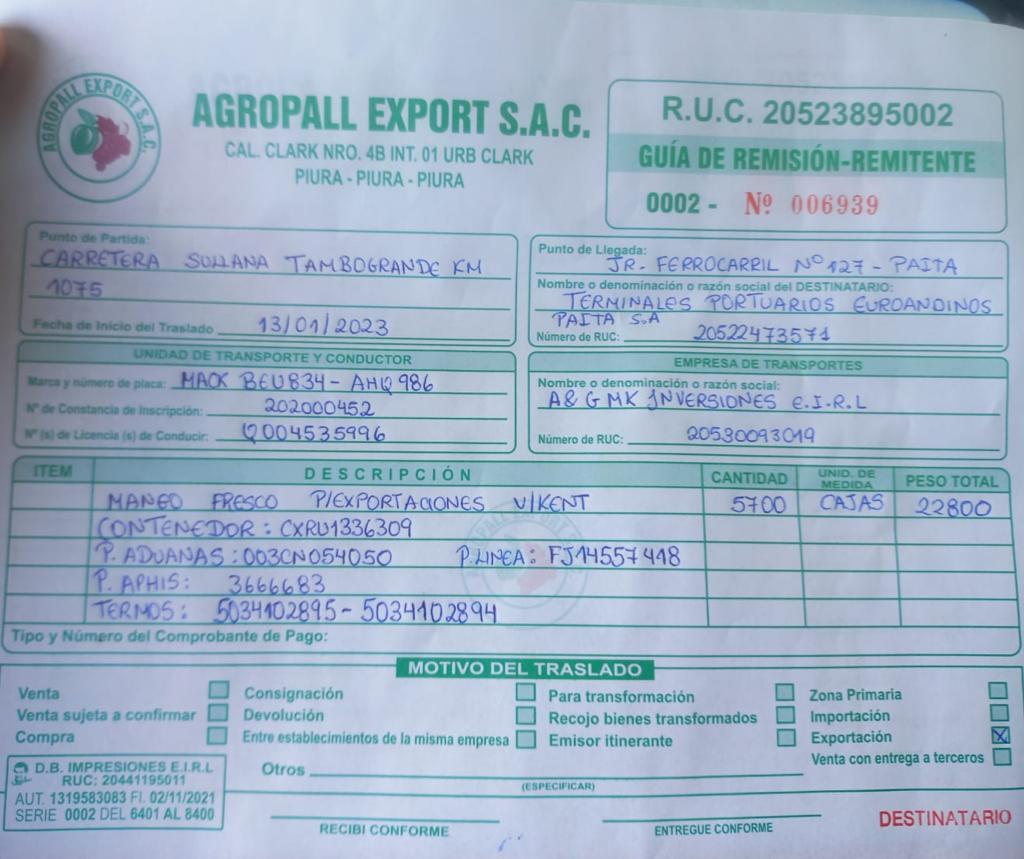 AGROPALL EXPORT S.A.C.
AGROPALL EXPORT S.A.C.
CAL. CLARK NRO. 4B INT. 01 URB CLARK
PIURA - PIURA - PIURA
R.U.C. 20523895002
GUÍA DE REMISIÓN-REMITENTE
0002 - Nº 006939
Punto de Partida:
CARRETERA SULLANA TAMBOGRANDE KM
1075
Fecha de Inicio del Traslado 13/01/2023
Punto de Llegada:
JR. FERROCARRIL Nº 127 - PAITA
Nombre o denominación o razón social del DESTINATARIO:
TERMINALES PORTUARIOS EUROANDINOS
PAITA S.A
Número de RUC: 20522473571
UNIDAD DE TRANSPORTE Y CONDUCTOR
Marca y número de placa: MACK BEU834 - AHQ986
Nº de Constancia de Inscripción: 202000452
Nº (s) de Licencia (s) de Conducir: Q004535996
EMPRESA DE TRANSPORTES
Nombre o denominación o razón social:
A&G MK INVERSIONES E.I.R.L
Número de RUC: 20530093019
ITEM DESCRIPCIÓN CANTIDAD UNID. DE MEDIDA PESO TOTAL
MANGO FRESCO P/EXPORTACIONES V/KENT 5700 CAJAS 22800
CONTENEDOR: CXRU1336309
P. ADUANAS: 003CN054050 P. LINEA: FJ14557418
P. APHIS: 3666683
TERMOS: 5034102895 - 5034102894
Tipo y Número del Comprobante de Pago:
MOTIVO DEL TRASLADO
Venta
Venta sujeta a confirmar
Compra
Consignación
Devolución
Entre establecimientos de la misma empresa
Para transformación
Recojo bienes transformados
Emisor itinerante
Zona Primaria
Importación
Exportación X
Venta con entrega a terceros
Otros
(ESPECIFICAR)
D.B. IMPRESIONES E.I.R.L
RUC: 20441195011
AUT. 1319583083 FI. 02/11/2021
SERIE 0002 DEL 6401 AL 8400
RECIBI CONFORME
ENTREGUE CONFORME
DESTINATARIO